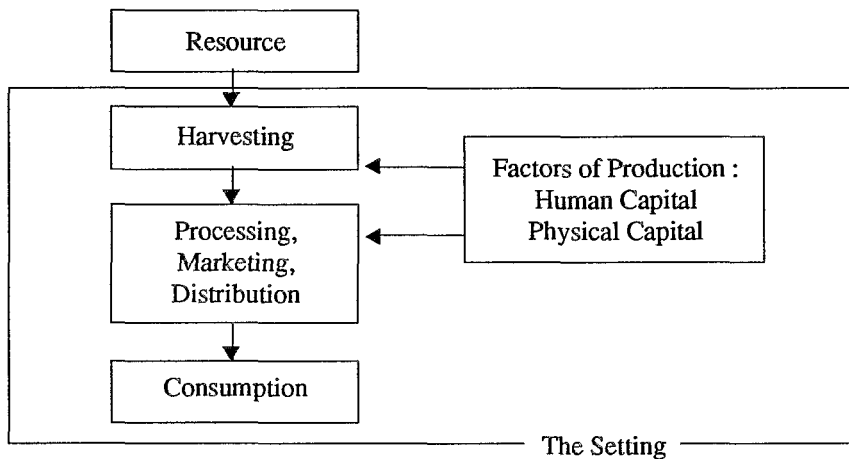 Resource
Harvesting
Factors of Production :
Human Capital
Physical Capital
Processing,
Marketing,
Distribution
Consumption
The Setting